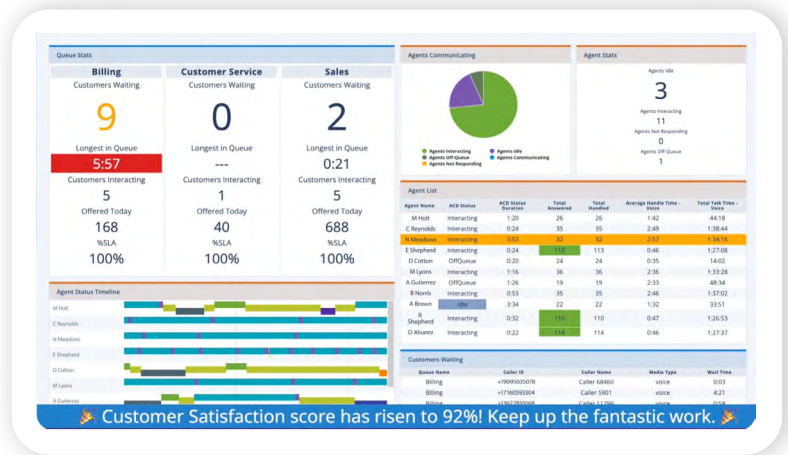 Queue Stats
Billing
Customers Waiting
9
Longest in Queue
5:57
Customers Interacting
5
Offered Today
168
%SLA
100%
Customer Service
Customers Waiting
0
Longest in Queue
---
Customers Interacting
1
Offered Today
40
%SLA
100%
Sales
Customers Waiting
2
Longest in Queue
0:21
Customers Interacting
5
Offered Today
688
%SLA
100%
Agent Status Timeline
M Holt
C Reynolds
N Meadows
E Shepherd
D Cotton
M Lyons
A Gutierrez
Agents Communicating
Agents Interacting
Agents Idle
Agents Off Queue
Agents Communicating
Agents Not Responding
Agent Stats
Agents Idle
3
Agents Interacting
11
Agents Not Responding
0
Agents Off Queue
1
Agent List
Agent Name ACD Status ACD Status Duration Total Answered Total Handled Average Handle Time - Voice Total Talk Time - Voice
M Holt Interacting 1:20 26 26 1:42 44:18
C Reynolds Interacting 0:24 35 35 2:49 1:38:44
N Meadows Interacting 3:53 32 32 2:57 1:34:16
E Shepherd Interacting 0:24 113 113 0:46 1:27:08
D Cotton OffQueue 0:20 24 24 0:35 14:02
M Lyons Interacting 1:16 36 36 2:36 1:33:28
A Gutierrez OffQueue 1:26 19 19 2:33 48:34
B Norris Interacting 0:53 35 35 2:46 1:37:02
A Brown Idle 3:34 22 22 1:32 33:51
B Shepherd Interacting 0:32 110 110 0:47 1:26:53
D Alvarez Interacting 0:22 114 114 0:46 1:27:37
Customers Waiting
Queue Name Caller ID Caller Name Media Type Wait Time
Billing +19095035078 Caller 68460 voice 0:03
Billing +17160593304 Caller 5901 voice 4:21
Billing Caller 11799 voice 0:58
🎉 Customer Satisfaction score has risen to 92%! Keep up the fantastic work. 🎉